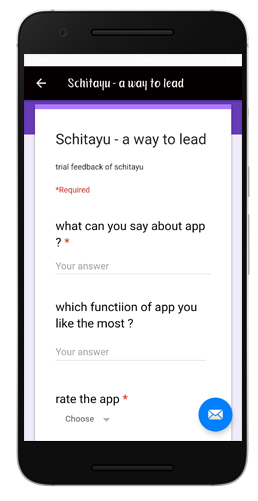 Schitayu - a way to lead
Schitayu - a way to lead
trial feedback of schitayu
*Required
what can you say about app
? *
Your answer
which functiion of app you
like the most ?
Your answer
rate the app *
Choose